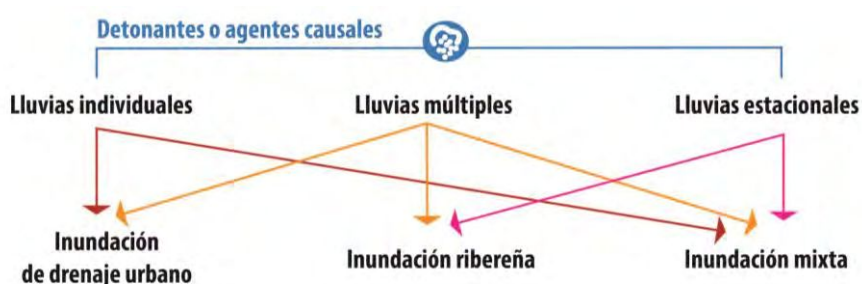 Detonantes o agentes causales
Lluvias individuales
Lluvias múltiples
Lluvias estacionales
Inundación
de drenaje urbano
Inundación ribereña
Inundación mixta